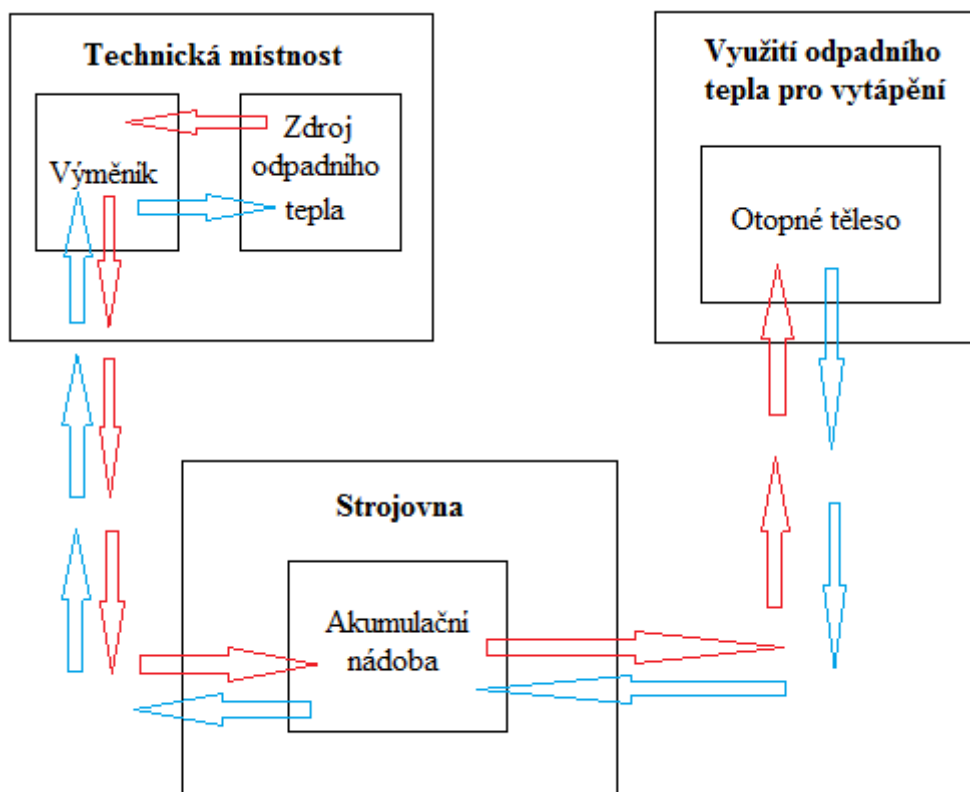 Technická místnost
Výměník
Zdroj
odpadního
tepla
Využití odpadního
tepla pro vytápění
Otopné těleso
Strojovna
Akumulační
nádoba